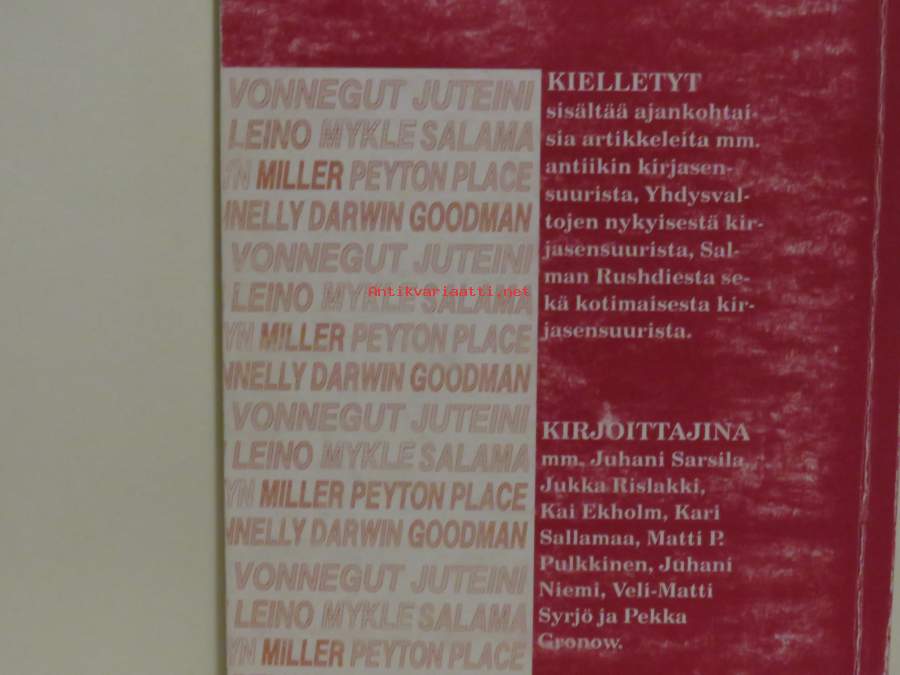 VONNEGUT JUTEINI
LEINO MYKLE SALAMA
YN MILLER PEYTON PLACE
NNELLY DARWIN GOODMAN
VONNEGUT JUTEINI
LEINO MYKLE SALAMA
YN MILLER PEYTON PLACE
NNELLY DARWIN GOODMAN
VONNEGUT JUTEINI
LEINO MYKLE SALAMA
YN MILLER PEYTON PLACE
NNELLY DARWIN GOODMAN
VONNEGUT JUTEINI
LEINO MYKLE SALAMA
YN MILLER PEYTON PLACE
KIELLETYT
sisältää ajankohtai-
sia artikkeleita mm.
antiikin kirjasen-
suurista, Yhdysval-
tojen nykyisestä kir-
jasensuurista, Sal-
man Rushdiesta se-
kä kotimaisesta kir-
jasensuurista.
KIRJOITTAJINA
mm. Juhani Sarsila,
Jukka Rislakki,
Kai Ekholm, Kari
Sallamaa, Matti P.
Pulkkinen, Juhani
Niemi, Veli-Matti
Syrjö ja Pekka
Gronow.
Antikvariaatti.net